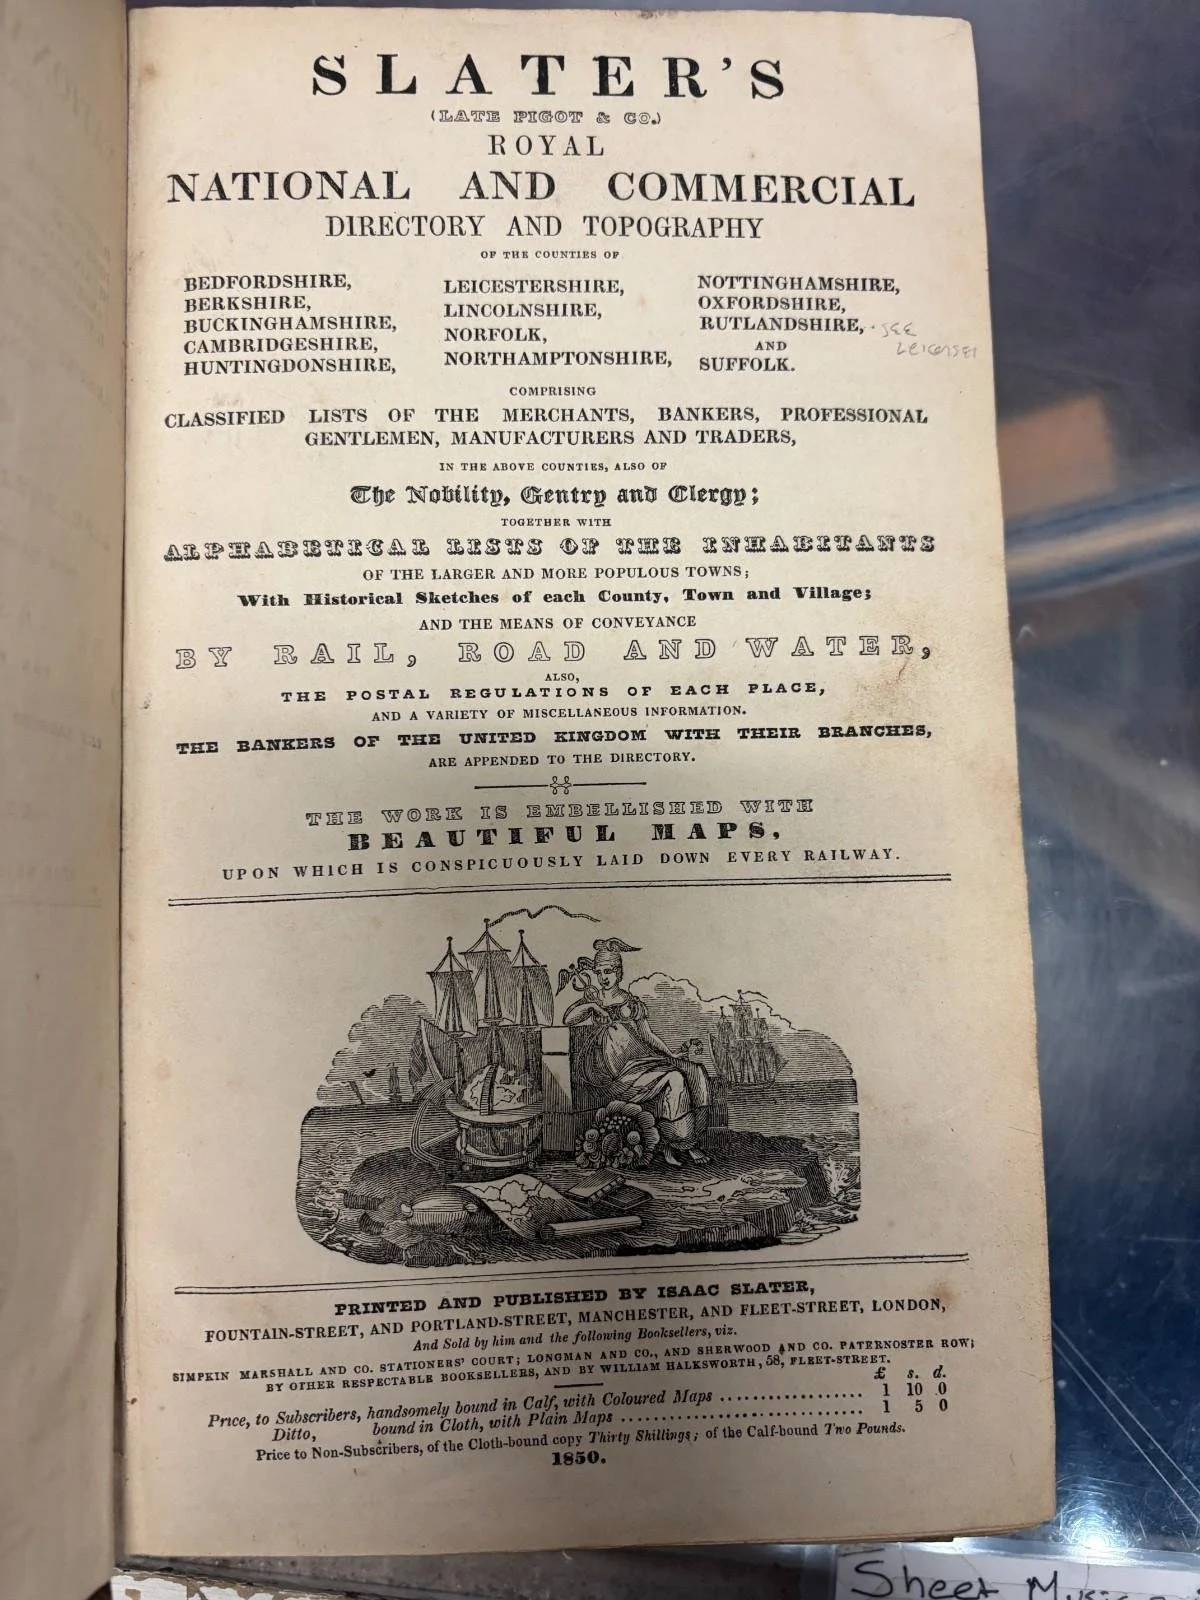 SLATER'S
(LATE PIGOT & CO.)
ROYAL
NATIONAL AND COMMERCIAL
DIRECTORY AND TOPOGRAPHY
OF THE COUNTIES OF
BEDFORDSHIRE,
BERKSHIRE,
BUCKINGHAMSHIRE,
CAMBRIDGESHIRE,
HUNTINGDONSHIRE,
LEICESTERSHIRE,
LINCOLNSHIRE,
NORFOLK,
NORTHAMPTONSHIRE,
NOTTINGHAMSHIRE,
OXFORDSHIRE,
RUTLANDSHIRE, . SEE
AND
SUFFOLK.
COMPRISING
CLASSIFIED LISTS OF THE MERCHANTS, BANKERS, PROFESSIONAL
GENTLEMEN, MANUFACTURERS AND TRADERS,
IN THE ABOVE COUNTIES, ALSO OF
The Nobility, Gentry and Clergy;
TOGETHER WITH
ALPHABETICAL LISTS OF THE INHABITANTS
OF THE LARGER AND MORE POPULOUS TOWNS;
With Historical Sketches of each County, Town and Village;
AND THE MEANS OF CONVEYANCE
BY RAIL, ROAD AND WATER,
ALSO,
THE POSTAL REGULATIONS OF EACH PLACE,
AND A VARIETY OF MISCELLANEOUS INFORMATION.
THE BANKERS OF THE UNITED KINGDOM WITH THEIR BRANCHES,
ARE APPENDED TO THE DIRECTORY.
THE WORK IS EMBELLISHED WITH
BEAUTIFUL MAPS,
UPON WHICH IS CONSPICUOUSLY LAID DOWN EVERY RAILWAY.
PRINTED AND PUBLISHED BY ISAAC SLATER,
FOUNTAIN-STREET, AND PORTLAND-STREET, MANCHESTER, AND FLEET-STREET, LONDON,
And Sold by him and the following Booksellers, viz.
SIMPKIN MARSHALL AND CO. STATIONERS' COURT; LONGMAN AND CO., AND SHERWOOD AND CO. PATERNOSTER ROW;
BY OTHER RESPECTABLE BOOKSELLERS, AND BY WILLIAM HALKSWORTH, 58, FLEET-STREET.
£ s. d.
Price, to Subscribers, handsomely bound in Calf, with Coloured Maps .................. 1 10 0
Ditto, bound in Cloth, with Plain Maps .............................. 1 5 0
Price to Non-Subscribers, of the Cloth-bound copy Thirty Shillings; of the Calf-bound Two Pounds.
1850.
Sheet Music